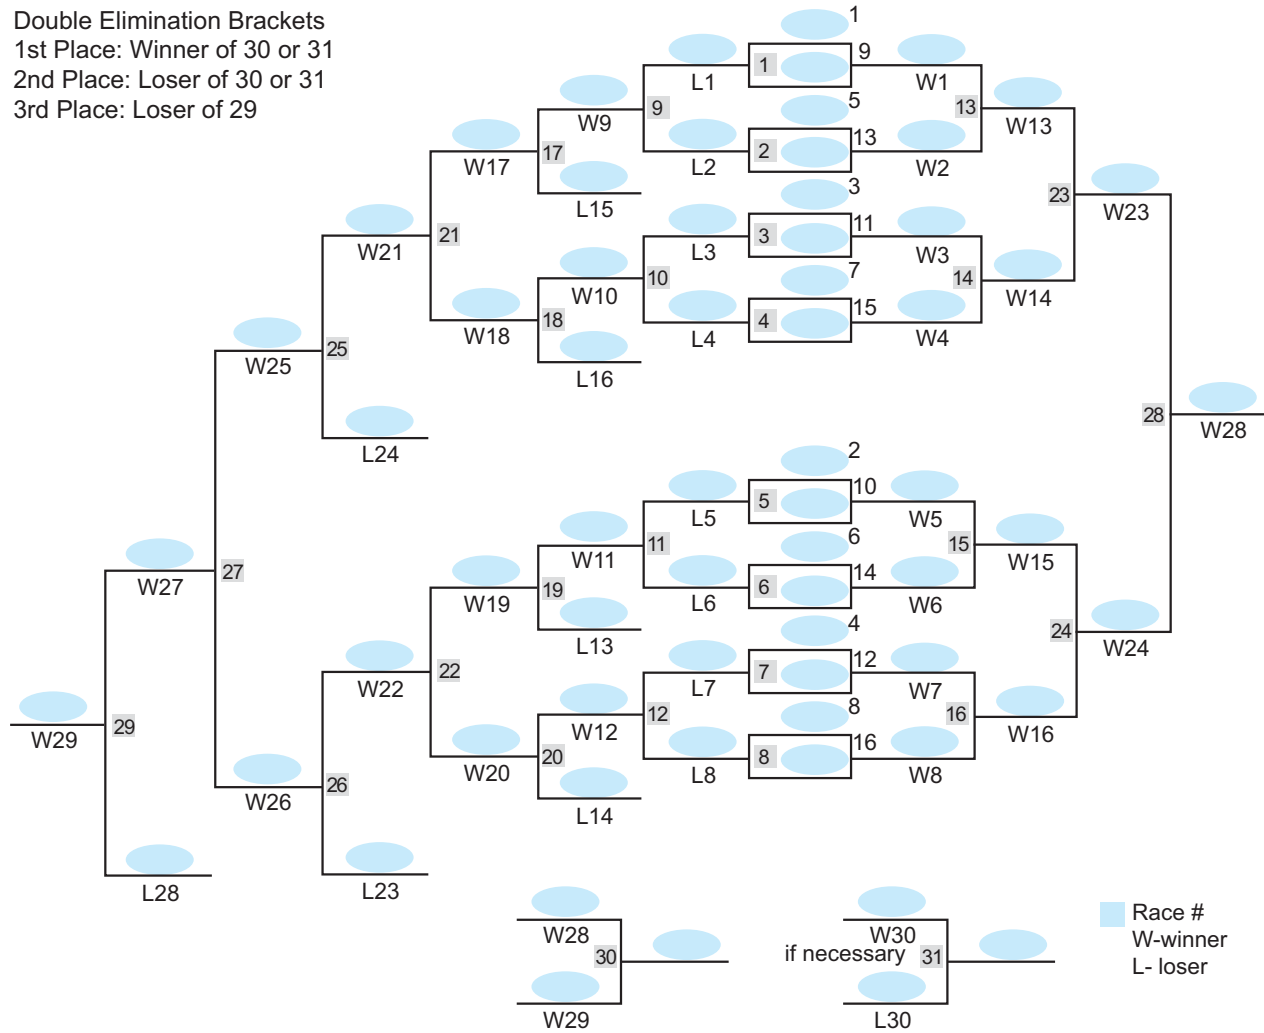 Double Elimination Brackets
1st Place: Winner of 30 or 31
2nd Place: Loser of 30 or 31
3rd Place: Loser of 29
1
L1 1 9 W1
W9 9 5 13 W13
W17 17 L2 2 13 W2
L15 3 23 W23
W21 21 L3 3 11 W3
W10 10 7 14 W14
W18 18 L4 4 15 W4
L16
W25 25
28 W28
L24
2
L5 5 10 W5
W11 11 6 15 W15
W19 19 L6 6 14 W6
W27 27 L13 4 24 W24
W22 22 L7 7 12 W7
W12 12 8 16 W16
W29 29 W20 20 L8 8 16 W8
W26 26 L14
L28 L23
W28
30
W29
W30
if necessary 31
L30
Race #
W-winner
L- loser